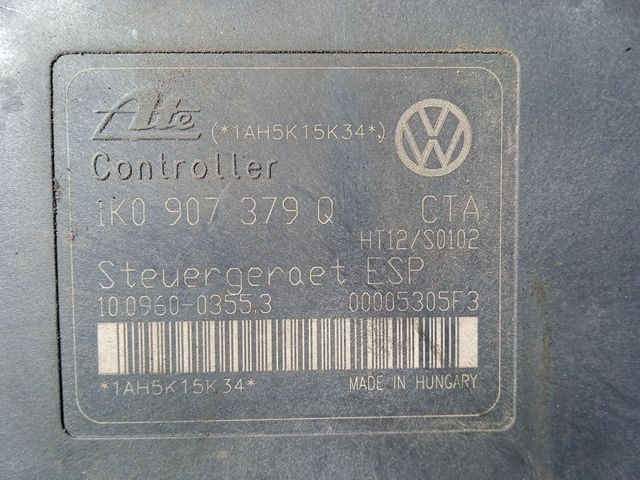 Ate (*1AH5K15K34*)
Controller
1K0 907 379 Q CTA
HT12/S0102
Steuergeraet ESP
10.0960-0355.3 00005305F3
*1AH5K15K34* MADE IN HUNGARY